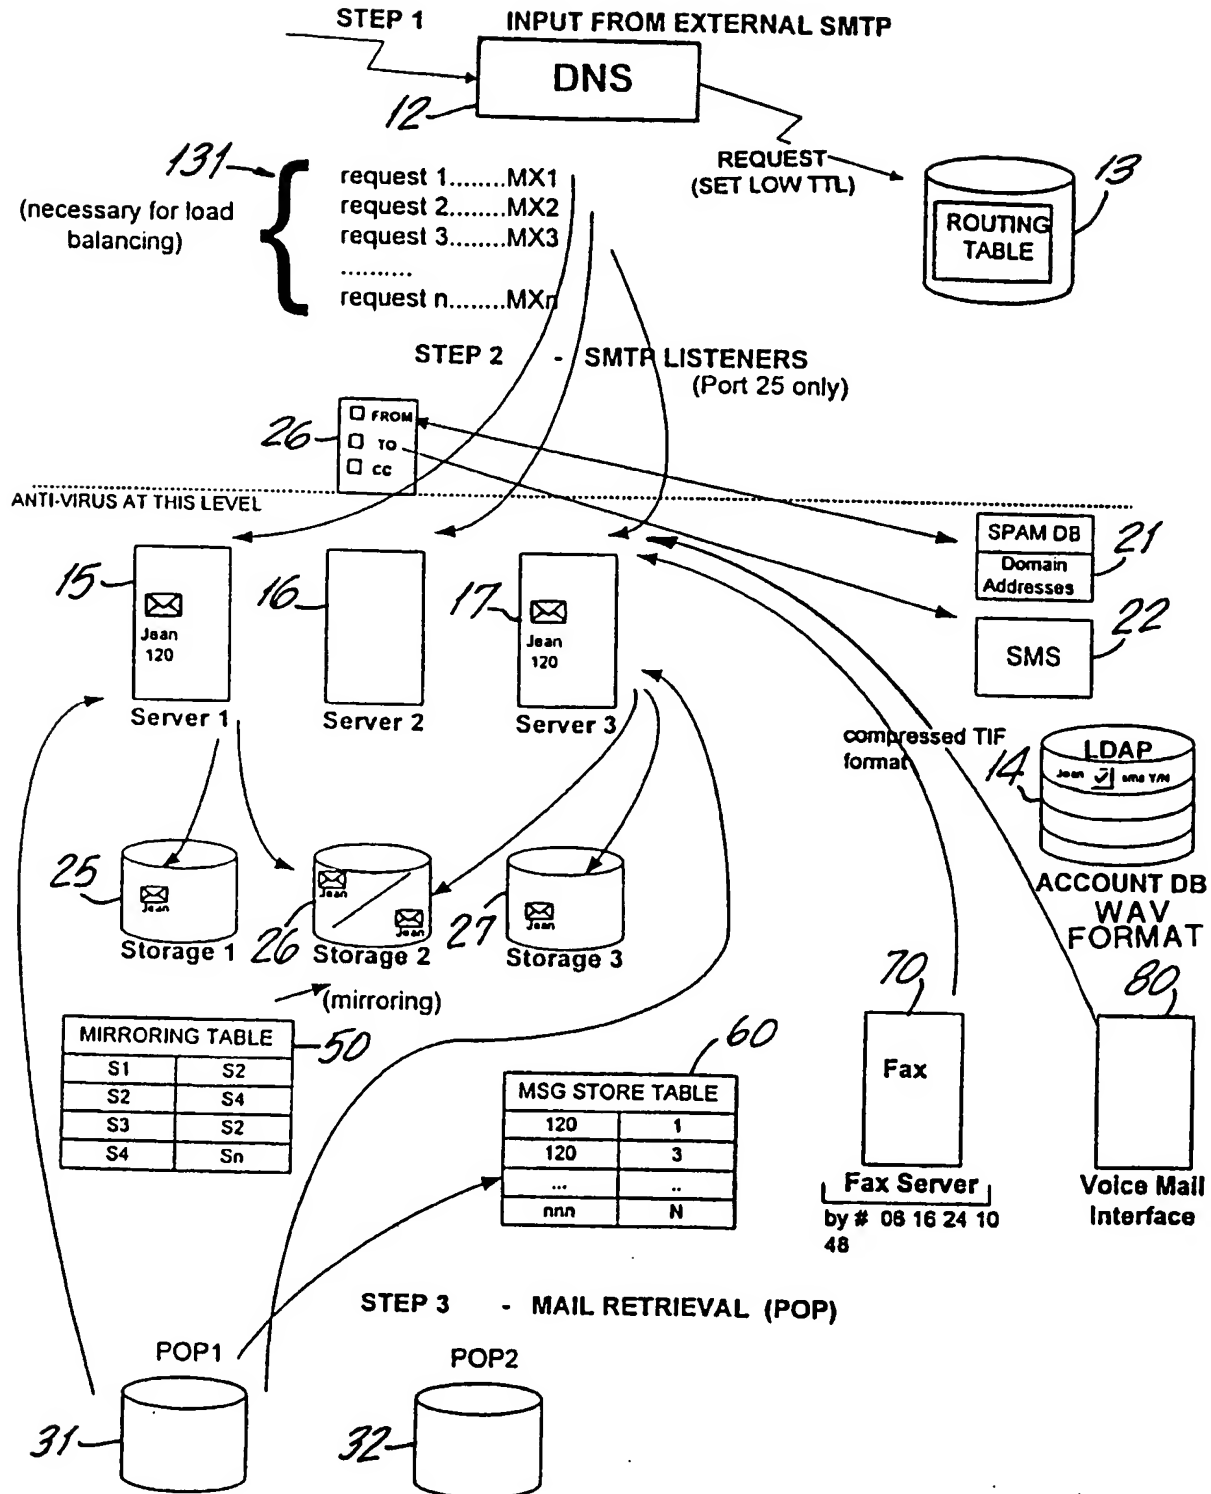 STEP 1 INPUT FROM EXTERNAL SMTP
DNS
12
131
(necessary for load
balancing)
request 1........MX1
request 2........MX2
request 3........MX3
..........
request n........MXn
REQUEST
(SET LOW TTL)
13
ROUTING
TABLE
STEP 2 - SMTP LISTENERS
(Port 25 only)
26
FROM
TO
CC
ANTI-VIRUS AT THIS LEVEL
SPAM DB
Domain
Addresses
21
SMS
22
15
Jean
120
Server 1
16
Server 2
17
Jean
120
Server 3
compressed TIF
format
14
LDAP
Jean sms Y/N
ACCOUNT DB
WAV
FORMAT
25
Jean
Storage 1
26
Jean
Jean
Storage 2
(mirroring)
27
Jean
Storage 3
MIRRORING TABLE
50
S1 S2
S2 S4
S3 S2
S4 Sn
60
MSG STORE TABLE
120 1
120 3
... ..
nnn N
70
Fax
Fax Server
by # 08 16 24 10
48
80
Voice Mail
Interface
STEP 3 - MAIL RETRIEVAL (POP)
POP1
31
POP2
32